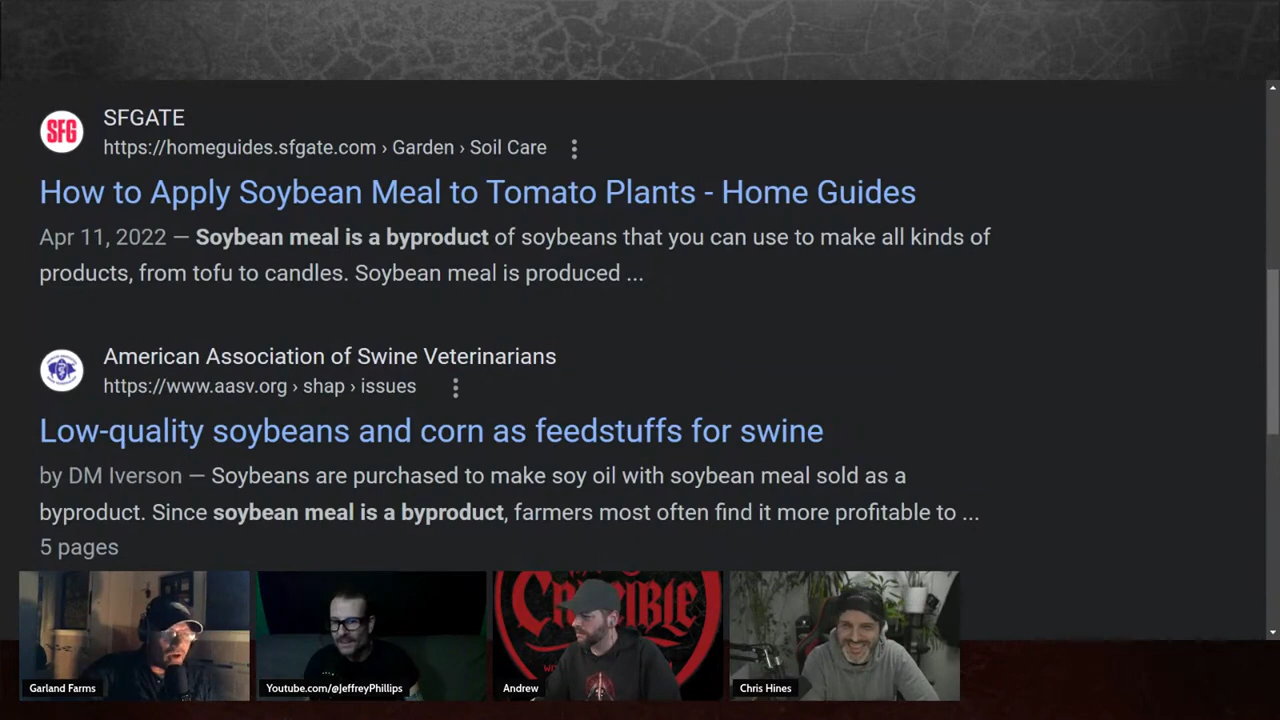 SFGATE
https://homeguides.sfgate.com › Garden › Soil Care
SFG
How to Apply Soybean Meal to Tomato Plants - Home Guides
Apr 11, 2022 — Soybean meal is a byproduct of soybeans that you can use to make all kinds of
products, from tofu to candles. Soybean meal is produced ...
American Association of Swine Veterinarians
https://www.aasv.org › shap › issues
Low-quality soybeans and corn as feedstuffs for swine
by DM Iverson — Soybeans are purchased to make soy oil with soybean meal sold as a
byproduct. Since soybean meal is a byproduct, farmers most often find it more profitable to ...
5 pages
Garland Farms
Youtube.com/@JeffreyPhillips
Andrew
Chris Hines